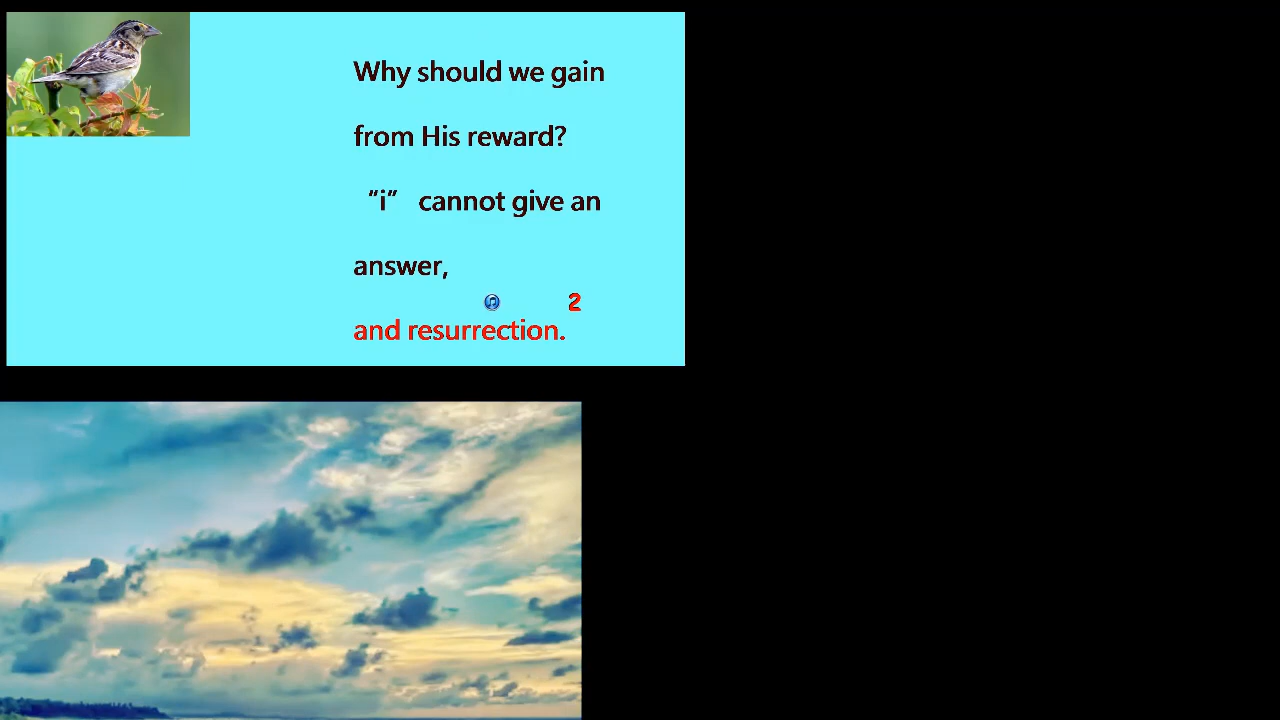 Why should we gain
from His reward?
“i” cannot give an
answer,
2
and resurrection.